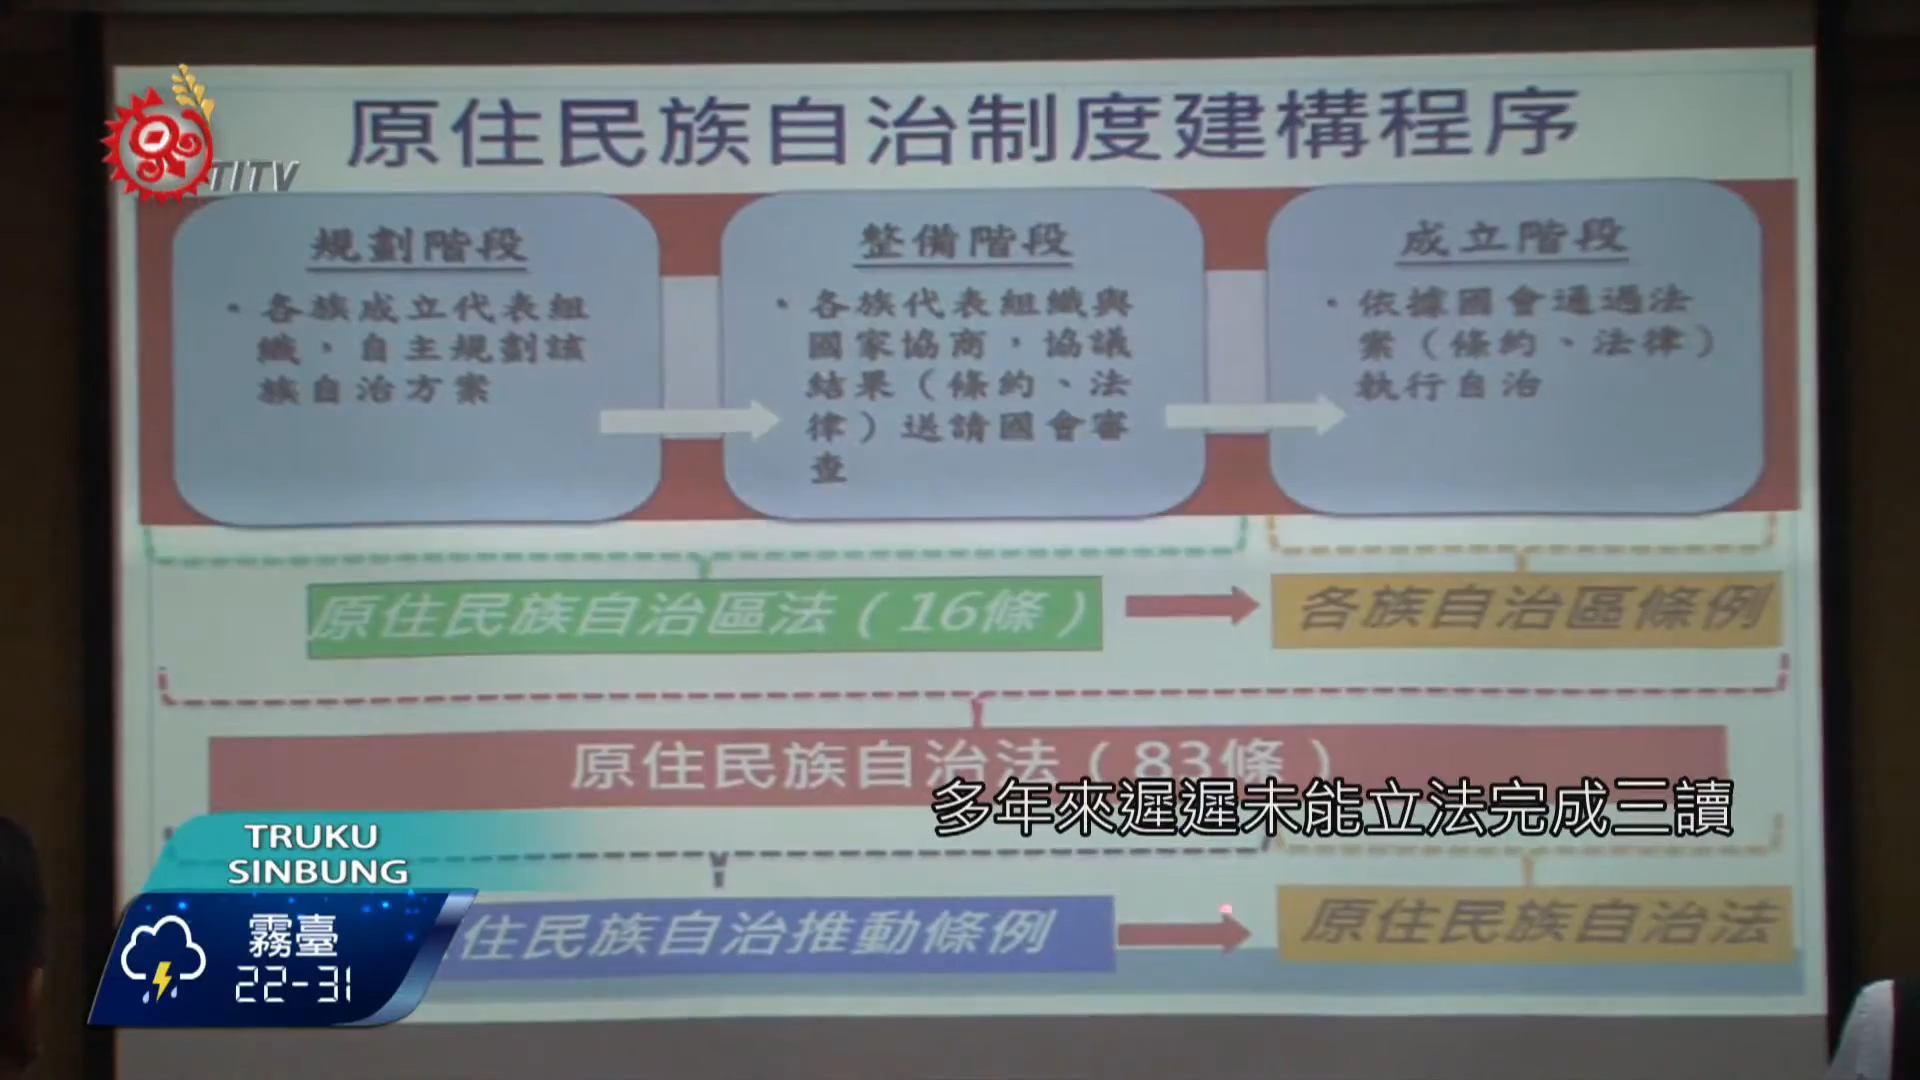 TITV
原住民族自治制度建構程序
規劃階段
・各族成立代表組
織，自主規劃該
族自治方案
整備階段
・各族代表組織與
國家協商，協議
結果（條約、法
律）送請國會審
查
成立階段
・依據國會通過法
案（條約、法律）
執行自治
原住民族自治區法（16條）
各族自治區條例
原住民族自治法（83條）
多年來遲遲未能立法完成三讀
住民族自治推動條例
原住民族自治法
TRUKU
SINBUNG
霧臺
22-31